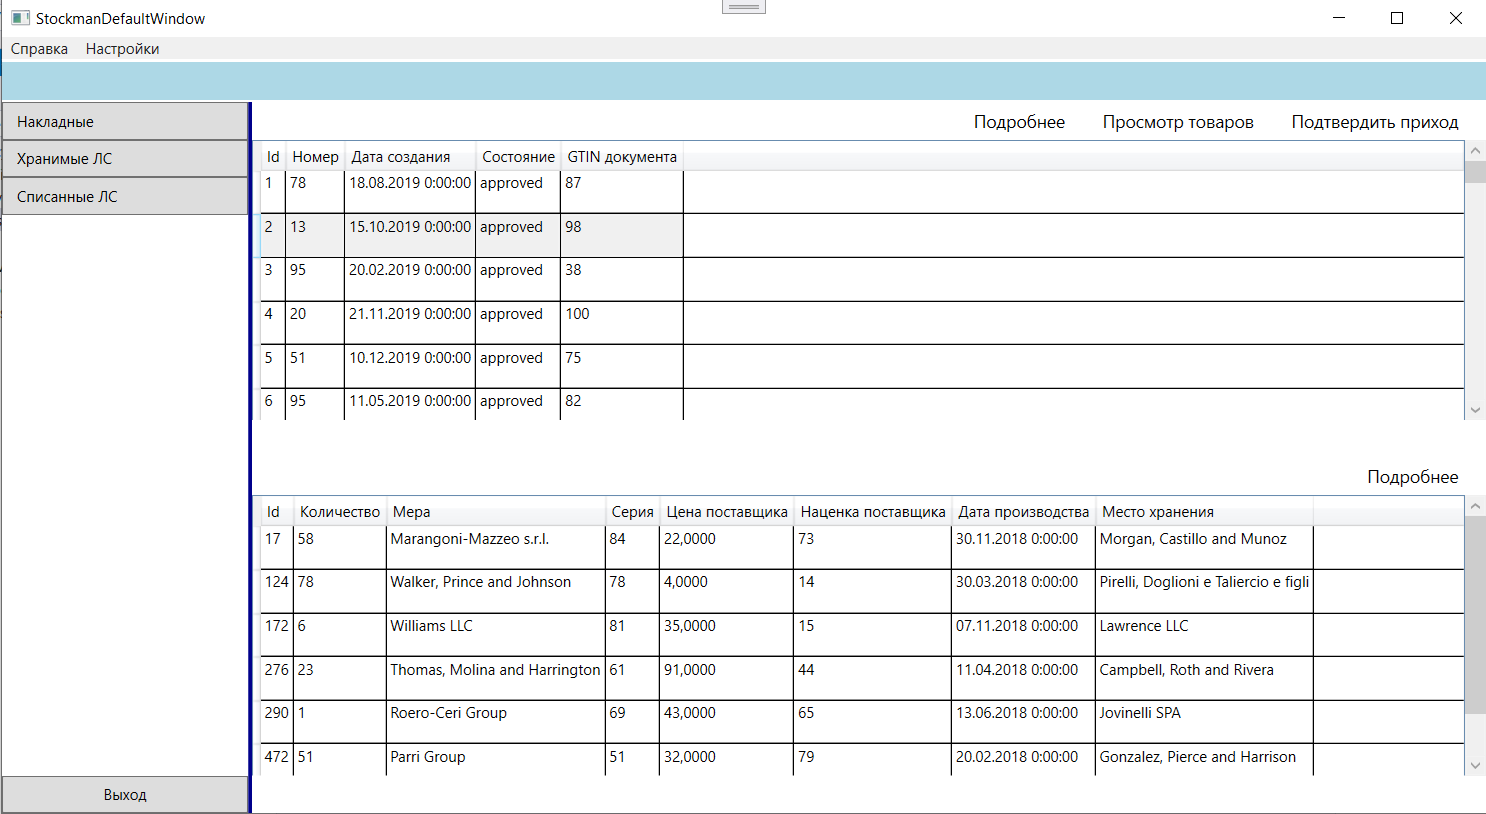 StockmanDefaultWindow
Справка Настройки
Накладные
Хранимые ЛС
Списанные ЛС
Выход
Подробнее Просмотр товаров Подтвердить приход
Id Номер Дата создания Состояние GTIN документа
1 78 18.08.2019 0:00:00 approved 87
2 13 15.10.2019 0:00:00 approved 98
3 95 20.02.2019 0:00:00 approved 38
4 20 21.11.2019 0:00:00 approved 100
5 51 10.12.2019 0:00:00 approved 75
6 95 11.05.2019 0:00:00 approved 82
Подробнее
Id Количество Мера Серия Цена поставщика Наценка поставщика Дата производства Место хранения
17 58 Marangoni-Mazzeo s.r.l. 84 22,0000 73 30.11.2018 0:00:00 Morgan, Castillo and Munoz
124 78 Walker, Prince and Johnson 78 4,0000 14 30.03.2018 0:00:00 Pirelli, Doglioni e Taliercio e figli
172 6 Williams LLC 81 35,0000 15 07.11.2018 0:00:00 Lawrence LLC
276 23 Thomas, Molina and Harrington 61 91,0000 44 11.04.2018 0:00:00 Campbell, Roth and Rivera
290 1 Roero-Ceri Group 69 43,0000 65 13.06.2018 0:00:00 Jovinelli SPA
472 51 Parri Group 51 32,0000 79 20.02.2018 0:00:00 Gonzalez, Pierce and Harrison